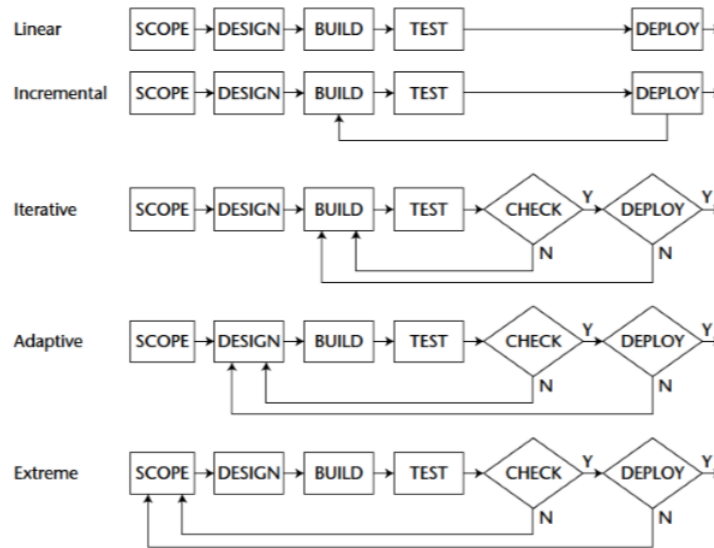 Linear SCOPE DESIGN BUILD TEST DEPLOY
Incremental SCOPE DESIGN BUILD TEST DEPLOY
Iterative SCOPE DESIGN BUILD TEST CHECK Y DEPLOY Y
N N
Adaptive SCOPE DESIGN BUILD TEST CHECK Y DEPLOY Y
N N
Extreme SCOPE DESIGN BUILD TEST CHECK Y DEPLOY Y
N N